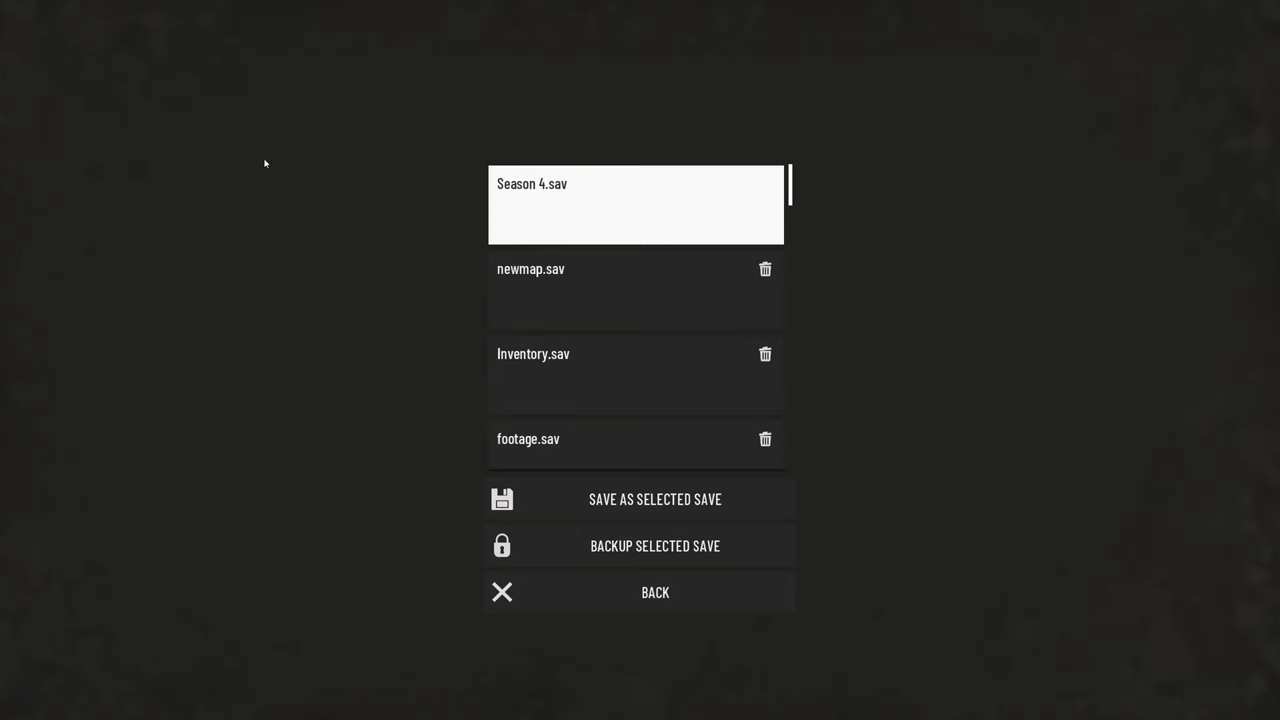 Season 4.sav
newmap.sav
Inventory.sav
footage.sav
SAVE AS SELECTED SAVE
BACKUP SELECTED SAVE
BACK